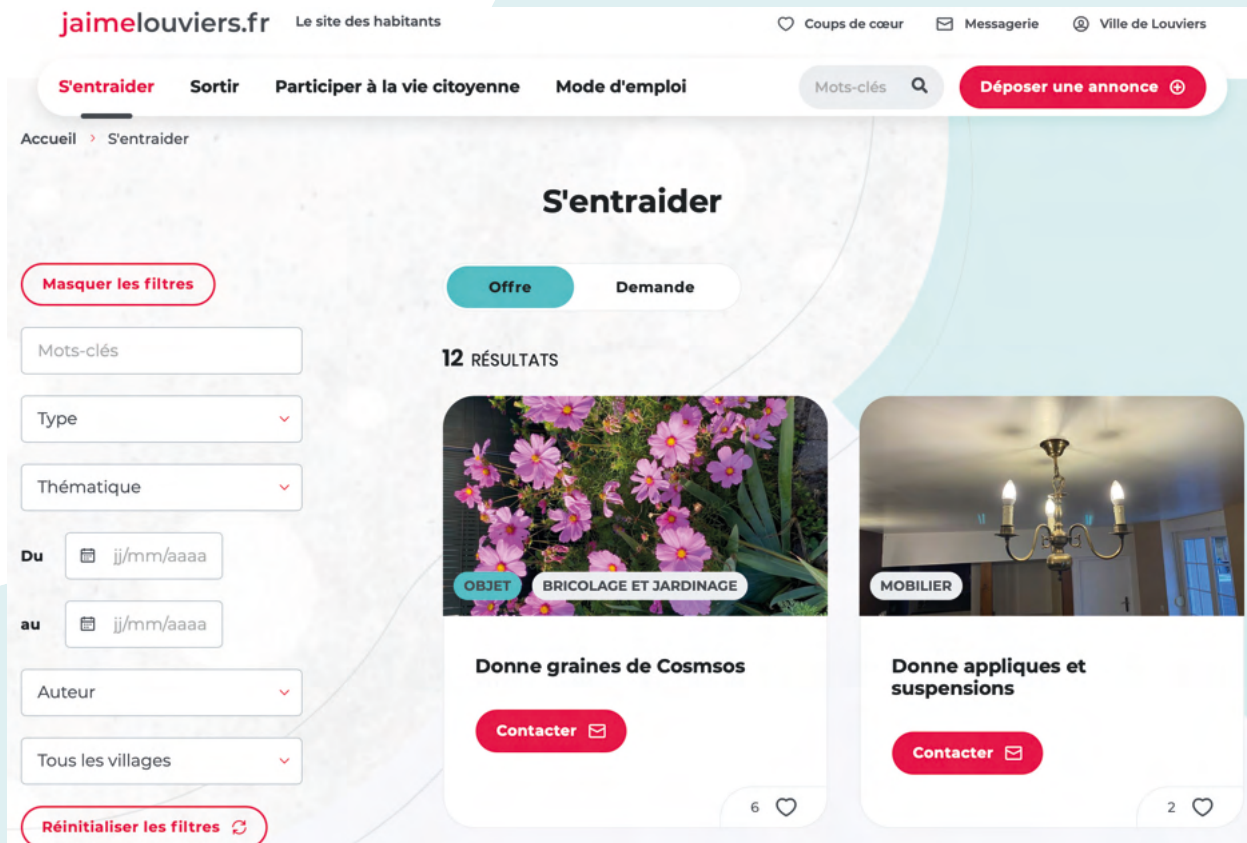 jaimelouviers.fr Le site des habitants Coups de cœur Messagerie Ville de Louviers
S'entraider Sortir Participer à la vie citoyenne Mode d'emploi Mots-clés Déposer une annonce
Accueil > S'entraider
S'entraider
Masquer les filtres
Offre Demande
Mots-clés
12 RÉSULTATS
Type
Thématique
Du jj/mm/aaaa
au jj/mm/aaaa
Auteur
Tous les villages
Réinitialiser les filtres
OBJET BRICOLAGE ET JARDINAGE
Donne graines de Cosmsos
Contacter
6
MOBILIER
Donne appliques et
suspensions
Contacter
2